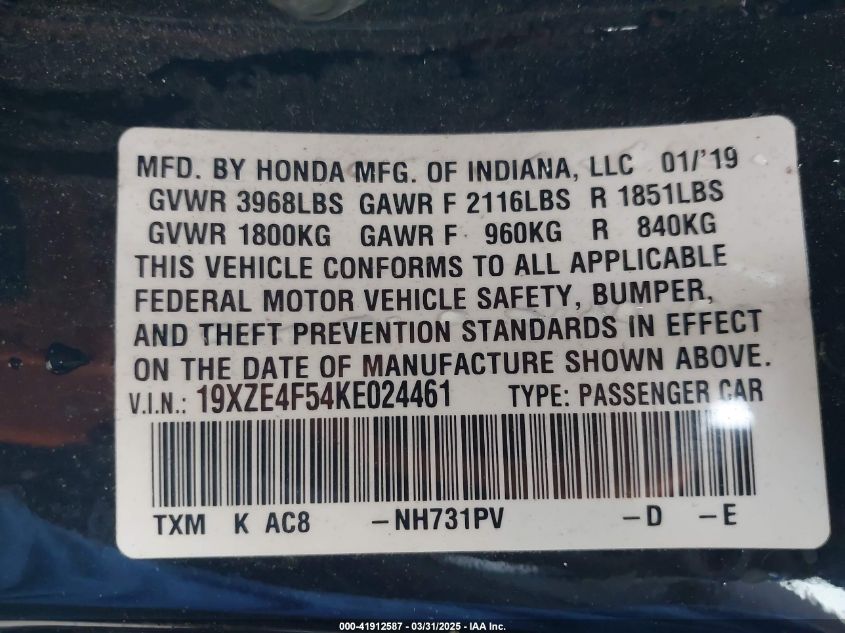 MFD. BY HONDA MFG. OF INDIANA, LLC 01/'19
GVWR 3968LBS GAWR F 2116LBS R 1851LBS
GVWR 1800KG GAWR F 960KG R 840KG
THIS VEHICLE CONFORMS TO ALL APPLICABLE
FEDERAL MOTOR VEHICLE SAFETY, BUMPER,
AND THEFT PREVENTION STANDARDS IN EFFECT
ON THE DATE OF MANUFACTURE SHOWN ABOVE.
V.I.N.: 19XZE4F54KE024461 TYPE: PASSENGER CAR
TXM K AC8 -NH731PV -D -E
000-41912587 - 03/31/2025 - IAA Inc.